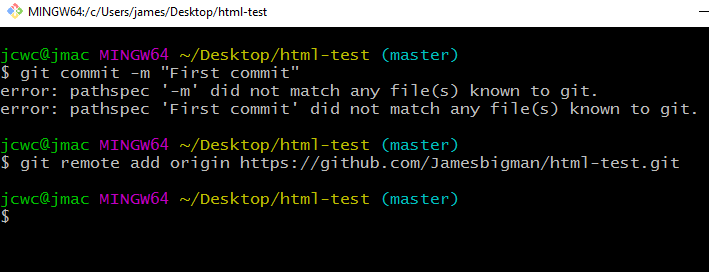 MINGW64:/c/Users/james/Desktop/html-test
jcwc@jmac MINGW64 ~/Desktop/html-test (master)
$ git commit -m "First commit"
error: pathspec '-m' did not match any file(s) known to git.
error: pathspec 'First commit' did not match any file(s) known to git.
jcwc@jmac MINGW64 ~/Desktop/html-test (master)
$ git remote add origin https://github.com/Jamesbigman/html-test.git
jcwc@jmac MINGW64 ~/Desktop/html-test (master)
$